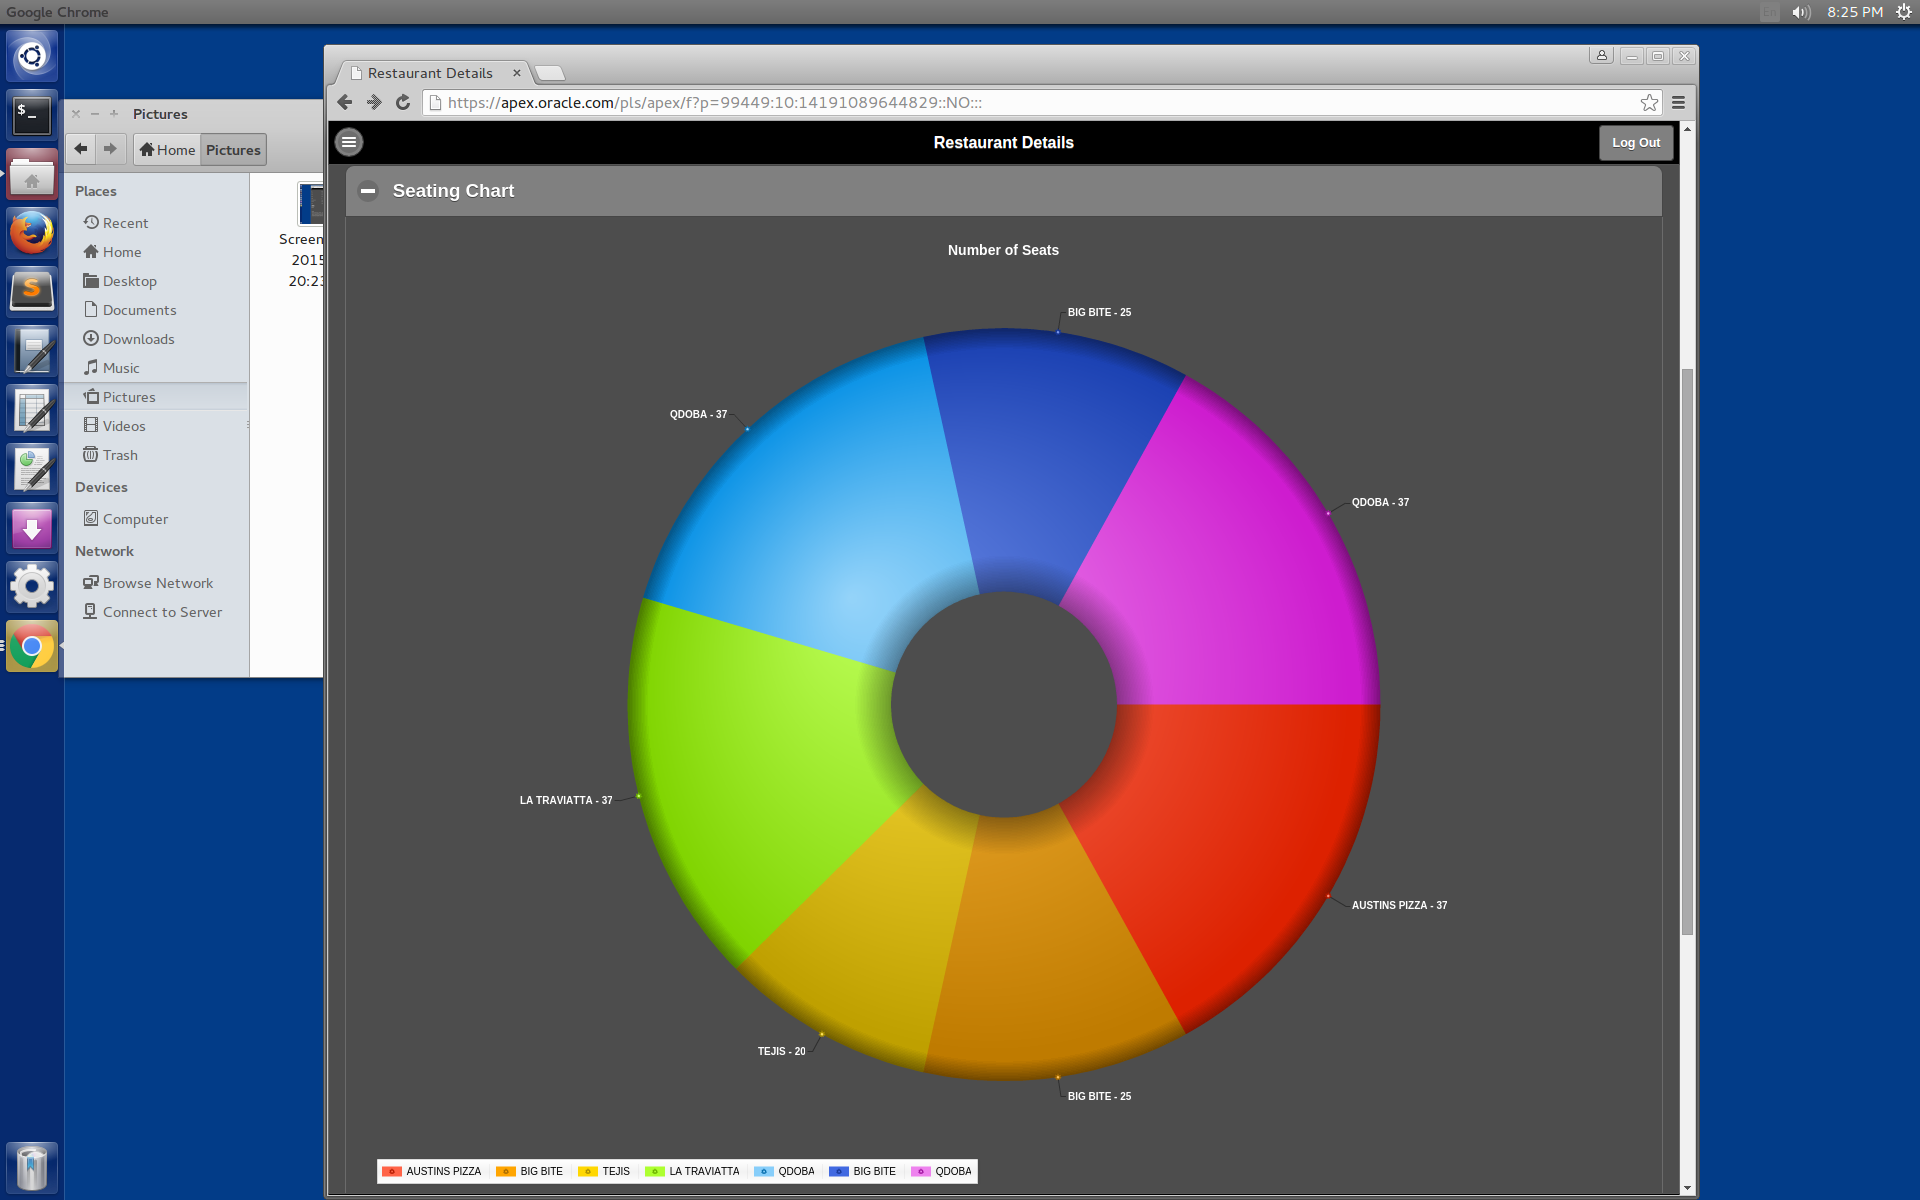 Google Chrome
En
8:25 PM
Pictures
Home
Pictures
Places
Recent
Home
Desktop
Documents
Downloads
Music
Pictures
Videos
Trash
Devices
Computer
Network
Browse Network
Connect to Server
Screen
2015
20:23
Restaurant Details
https://apex.oracle.com/pls/apex/f?p=99449:10:14191089644829::NO:::
Restaurant Details
Log Out
Seating Chart
Number of Seats
BIG BITE - 25
QDOBA - 37
QDOBA - 37
LA TRAVIATTA - 37
AUSTINS PIZZA - 37
TEJIS - 20
BIG BITE - 25
AUSTINS PIZZA BIG BITE TEJIS LA TRAVIATTA QDOBA BIG BITE QDOBA